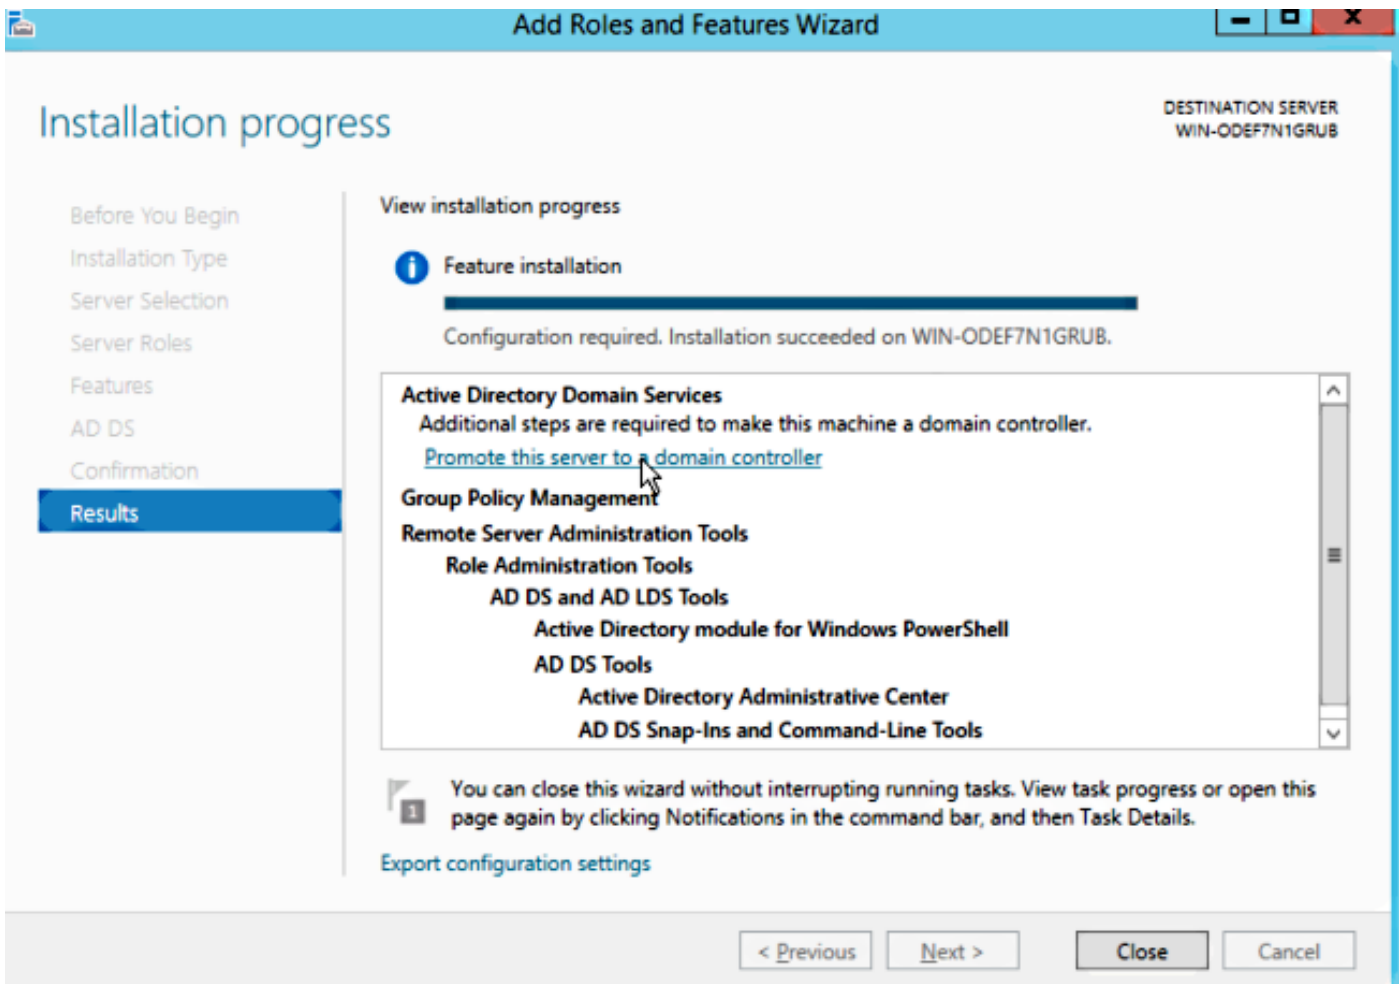 Add Roles and Features Wizard
Installation progress
DESTINATION SERVER
WIN-ODEF7N1GRUB
Before You Begin
Installation Type
Server Selection
Server Roles
Features
AD DS
Confirmation
Results
View installation progress
Feature installation
Configuration required. Installation succeeded on WIN-ODEF7N1GRUB.
Active Directory Domain Services
Additional steps are required to make this machine a domain controller.
Promote this server to a domain controller
Group Policy Management
Remote Server Administration Tools
Role Administration Tools
AD DS and AD LDS Tools
Active Directory module for Windows PowerShell
AD DS Tools
Active Directory Administrative Center
AD DS Snap-Ins and Command-Line Tools
1
You can close this wizard without interrupting running tasks. View task progress or open this
page again by clicking Notifications in the command bar, and then Task Details.
Export configuration settings
< Previous
Next >
Close
Cancel